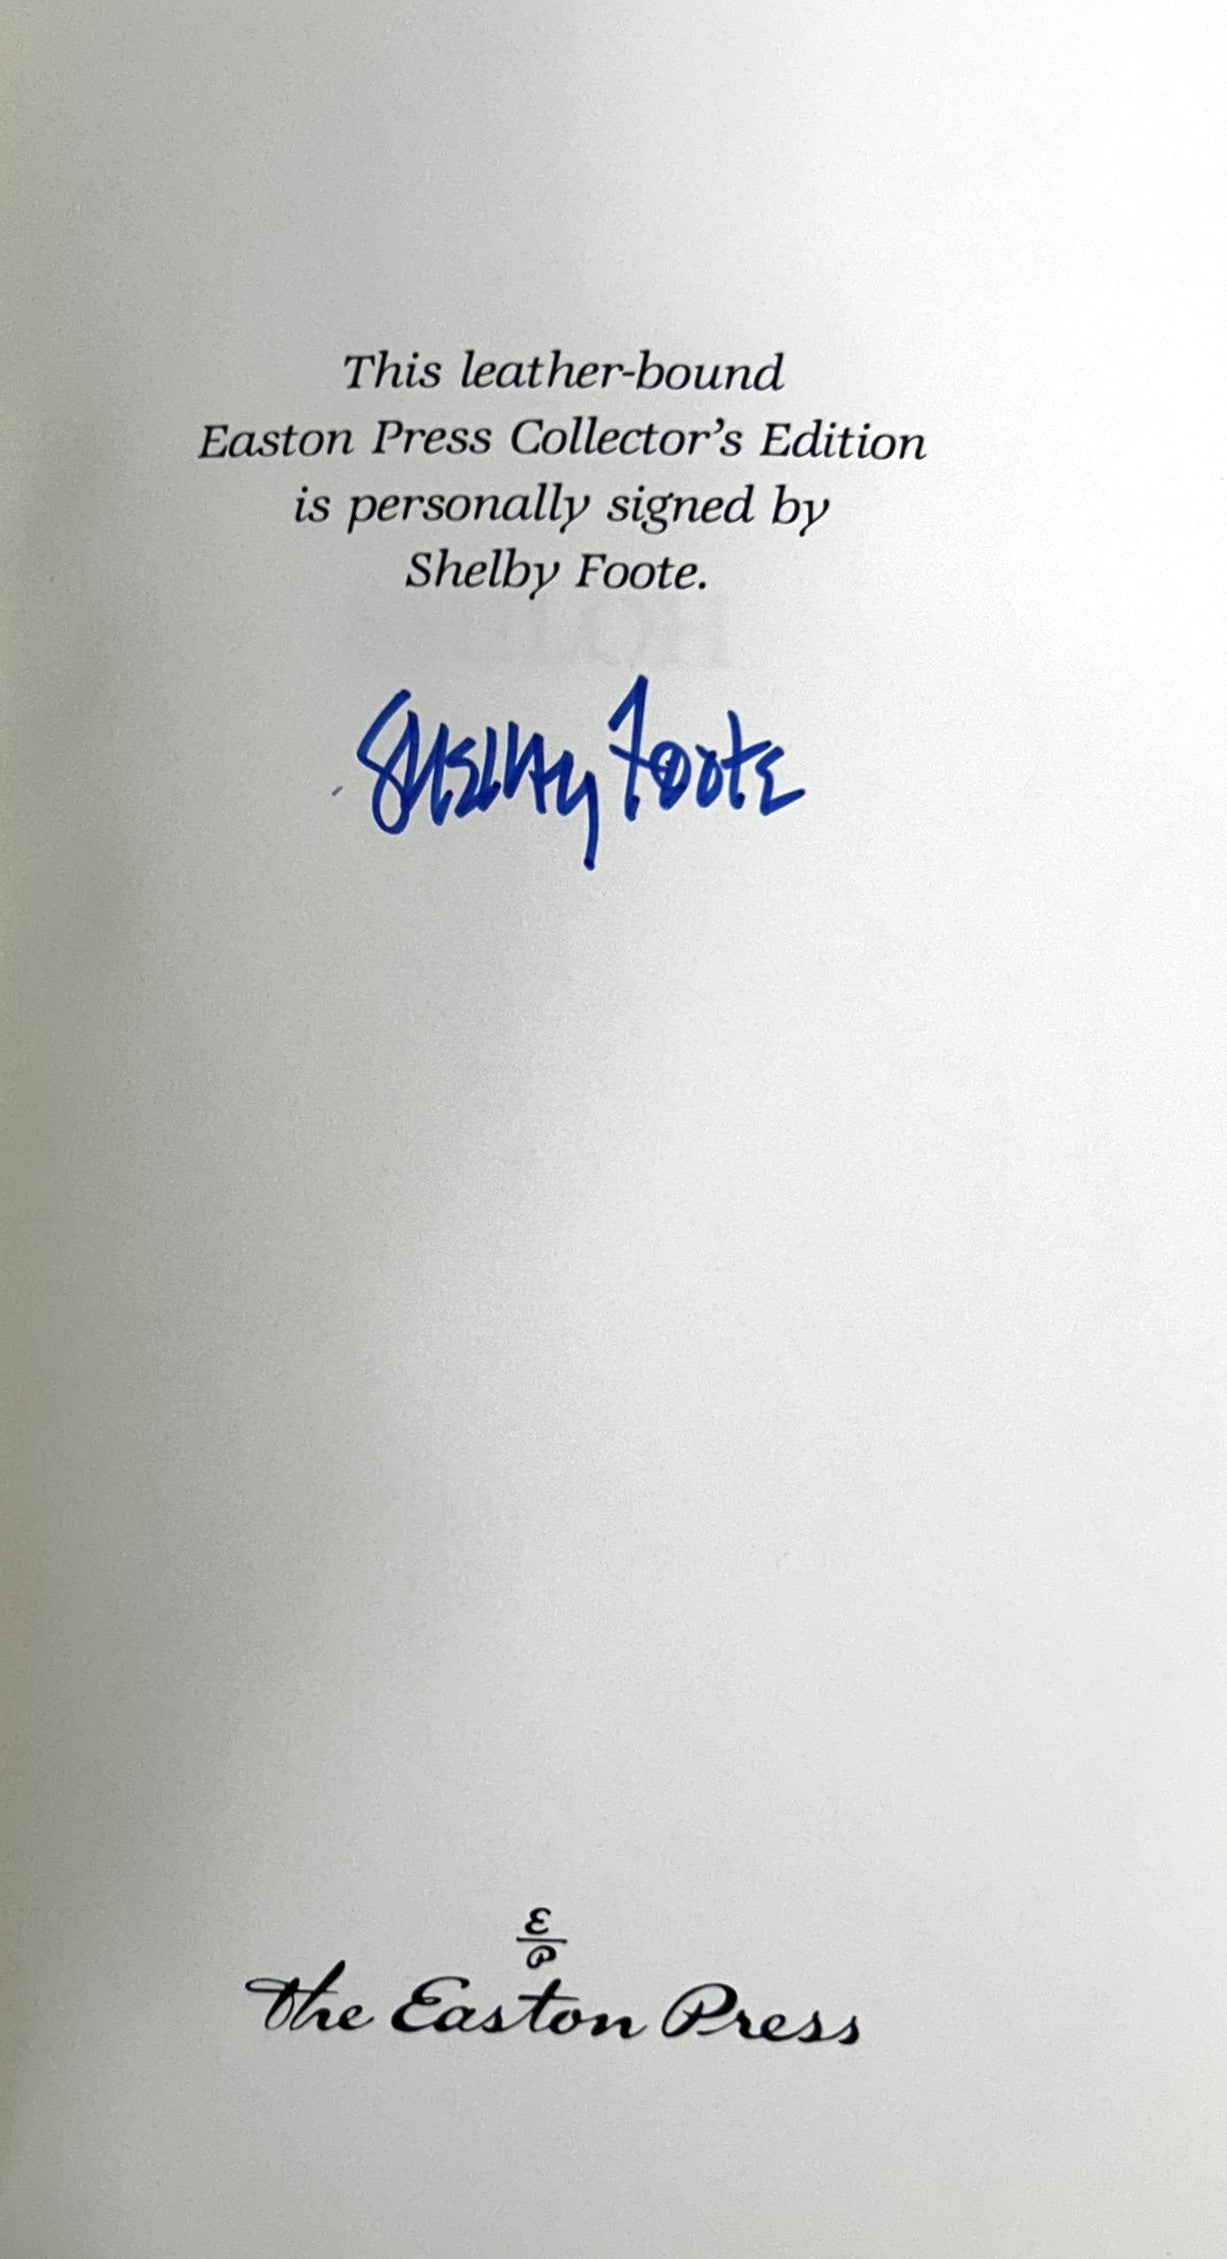 This leather-bound
Easton Press Collector's Edition
is personally signed by
Shelby Foote.
Shelby Foote
E
P
The Easton Press